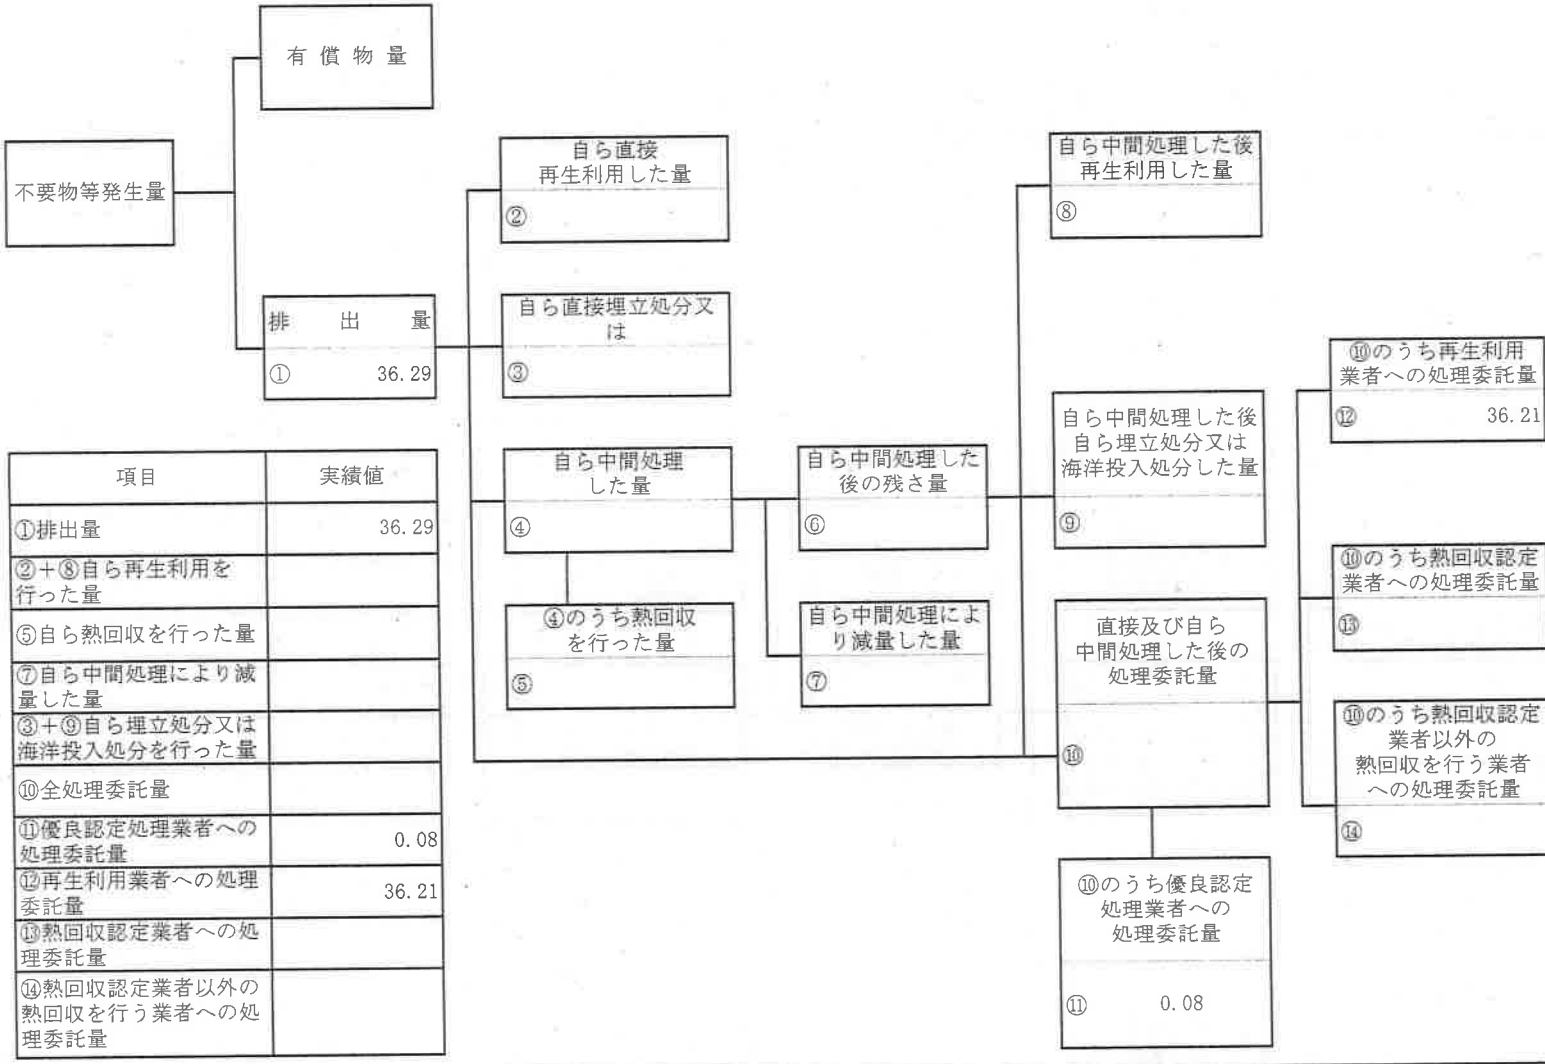 有償物量
不要物等発生量
排出量
① 36.29
自ら直接
再生利用した量
②
自ら直接埋立処分又
は
③
自ら中間処理
した量
④
④のうち熱回収
を行った量
⑤
自ら中間処理した
後の残さ量
⑥
自ら中間処理によ
り減量した量
⑦
自ら中間処理した後
再生利用した量
⑧
自ら中間処理した後
自ら埋立処分又は
海洋投入処分した量
⑨
直接及び自ら
中間処理した後の
処理委託量
⑩
⑩のうち優良認定
処理業者への
処理委託量
⑪ 0.08
⑩のうち再生利用
業者への処理委託量
⑫ 36.21
⑩のうち熱回収認定
業者への処理委託量
⑬
⑩のうち熱回収認定
業者以外の
熱回収を行う業者
への処理委託量
⑭
項目 実績値
①排出量 36.29
②+⑧自ら再生利用を
行った量
⑤自ら熱回収を行った量
⑦自ら中間処理により減
量した量
③+⑨自ら埋立処分又は
海洋投入処分を行った量
⑩全処理委託量
⑪優良認定処理業者への
処理委託量 0.08
⑫再生利用業者への処理
委託量 36.21
⑬熱回収認定業者への処
理委託量
⑭熱回収認定業者以外の
熱回収を行う業者への処
理委託量